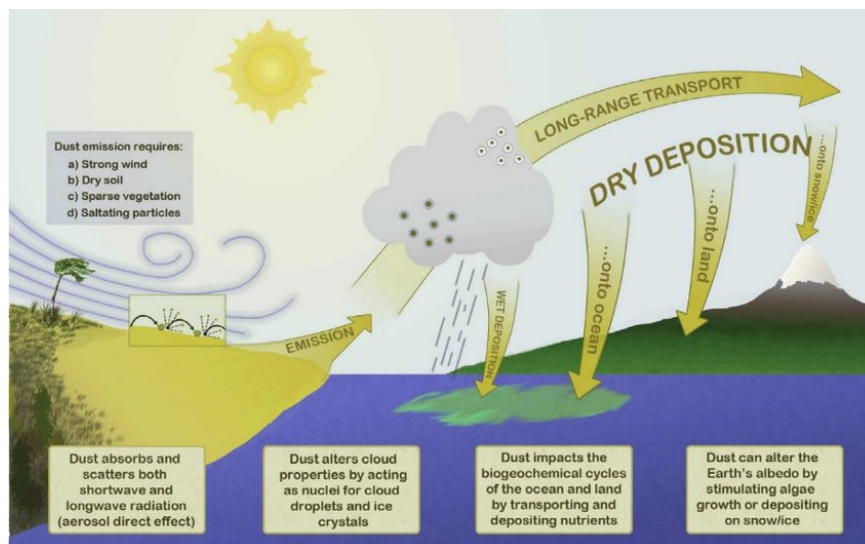 Dust emission requires:
a) Strong wind
b) Dry soil
c) Sparse vegetation
d) Saltating particles
LONG-RANGE TRANSPORT
DRY DEPOSITION
...onto snow/ice
...onto land
...onto ocean
WET DEPOSITION
EMISSION
Dust absorbs and
scatters both
shortwave and
longwave radiation
(aerosol direct effect)
Dust alters cloud
properties by acting
as nuclei for cloud
droplets and ice
crystals
Dust impacts the
biogeochemical cycles
of the ocean and land
by transporting and
depositing nutrients
Dust can alter the
Earth's albedo by
stimulating algae
growth or depositing
on snow/ice